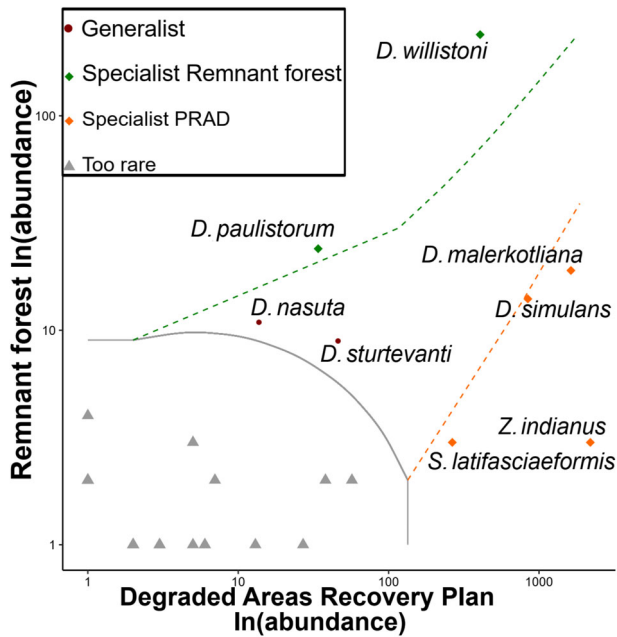 Generalist
Specialist Remnant forest
Specialist PRAD
Too rare
D. willistoni
D. paulistorum
D. malerkotliana
D. nasuta
D. simulans
D. sturtevanti
Z. indianus
S. latifasciaeformis
Remnant forest ln(abundance)
100
10
1
1
10
100
1000
Degraded Areas Recovery Plan
ln(abundance)